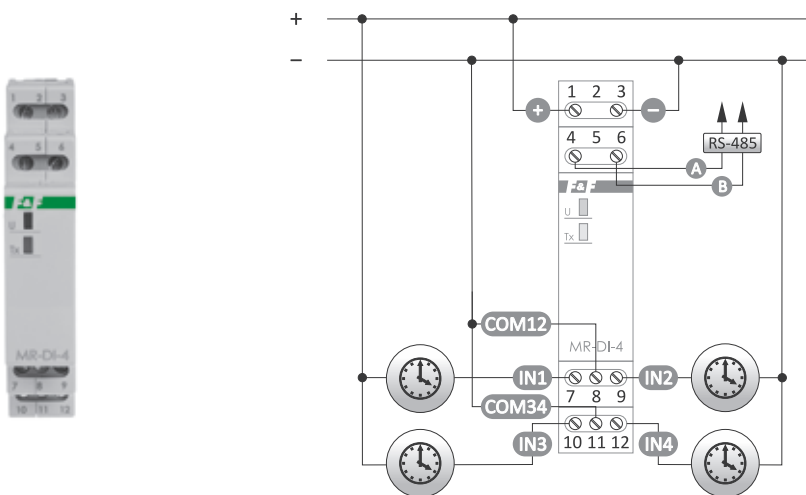 +
−
1 2 3
4 5 6
F&F
U
Tx
MR-DI-4
7 8 9
10 11 12
1 2 3
+
−
4 5 6
RS-485
A
B
F&F
U
Tx
COM12
MR-DI-4
IN1
IN2
7 8 9
COM34
IN3
10 11 12
IN4